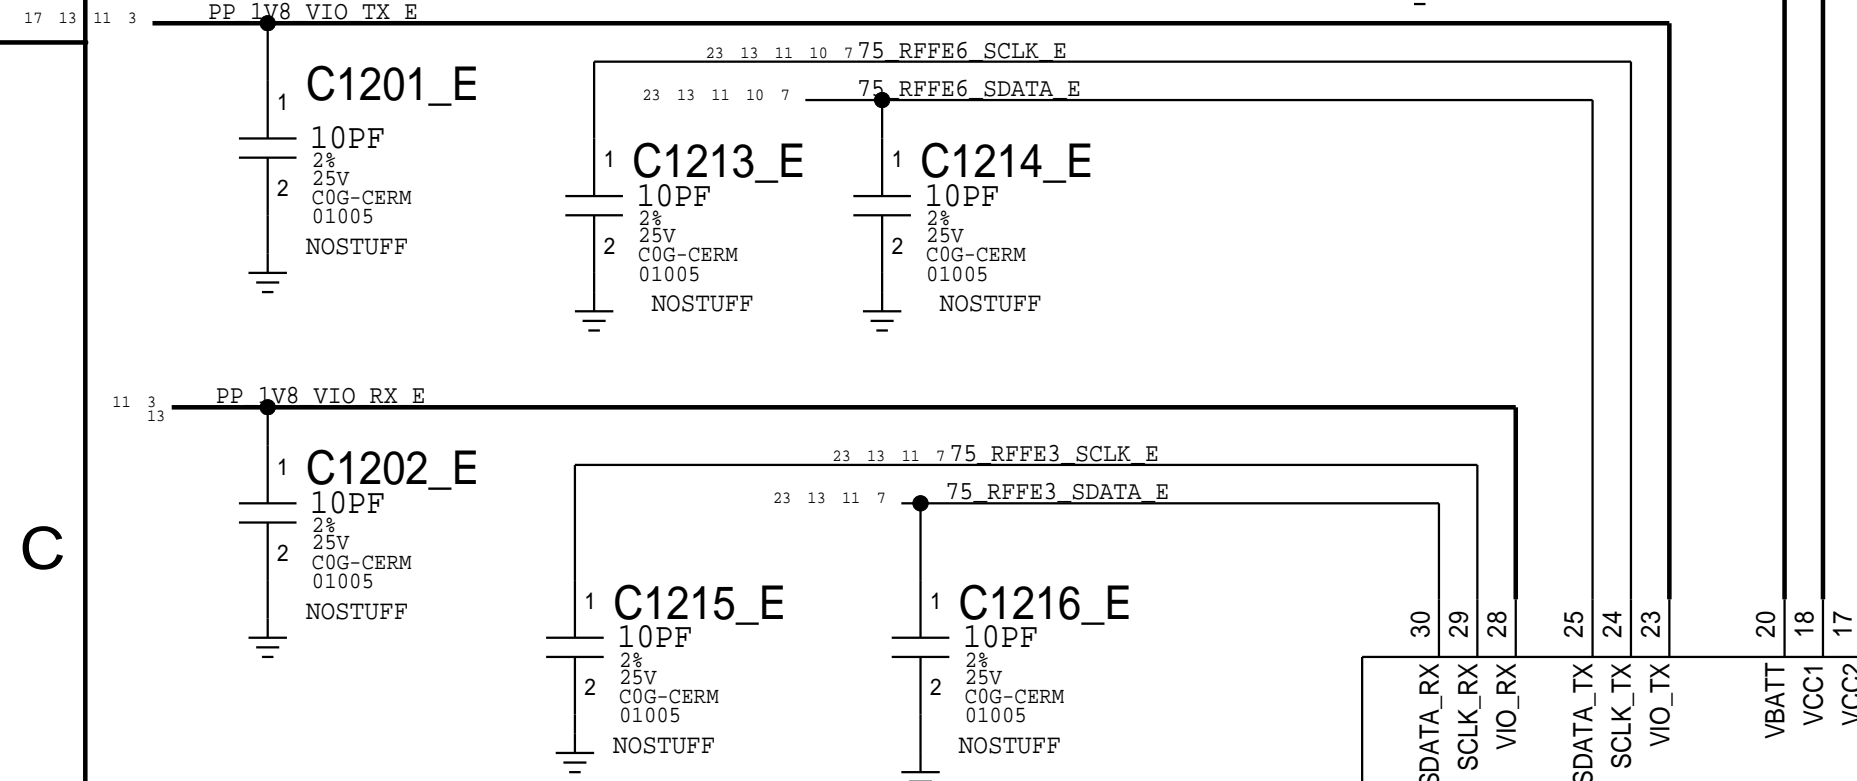 17 13 11 3 PP_1V8_VIO_TX_E
23 13 11 10 7 75_RFFE6_SCLK_E
23 13 11 10 7 75_RFFE6_SDATA_E
C1201_E
1
10PF
2%
25V
2
C0G-CERM
01005
NOSTUFF
C1213_E
1
10PF
2%
25V
2
C0G-CERM
01005
NOSTUFF
C1214_E
1
10PF
2%
25V
2
C0G-CERM
01005
NOSTUFF
11 3 PP_1V8_VIO_RX_E
13
23 13 11 7 75_RFFE3_SCLK_E
23 13 11 7 75_RFFE3_SDATA_E
C1202_E
1
10PF
2%
25V
2
C0G-CERM
01005
NOSTUFF
C
C1215_E
1
10PF
2%
25V
2
C0G-CERM
01005
NOSTUFF
C1216_E
1
10PF
2%
25V
2
C0G-CERM
01005
NOSTUFF
30 29 28 25 24 23 20 18 17
SDATA_RX
SCLK_RX
VIO_RX
SDATA_TX
SCLK_TX
VIO_TX
VBATT
VCC1
VCC2